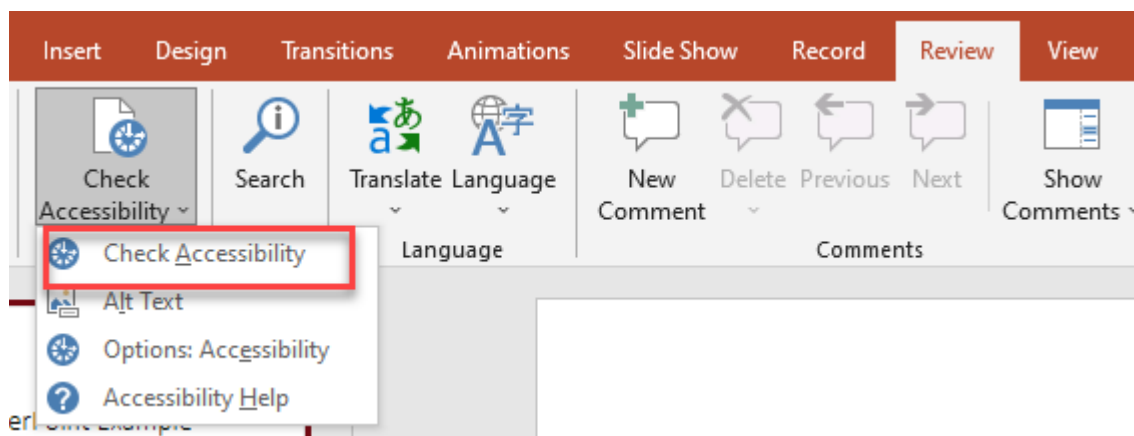 Insert Design Transitions Animations Slide Show Record Review View
Check Accessibility
Search
Translate
Language
New Comment
Delete
Previous
Next
Show Comments
Language
Comments
Check Accessibility
Alt Text
Options: Accessibility
Accessibility Help